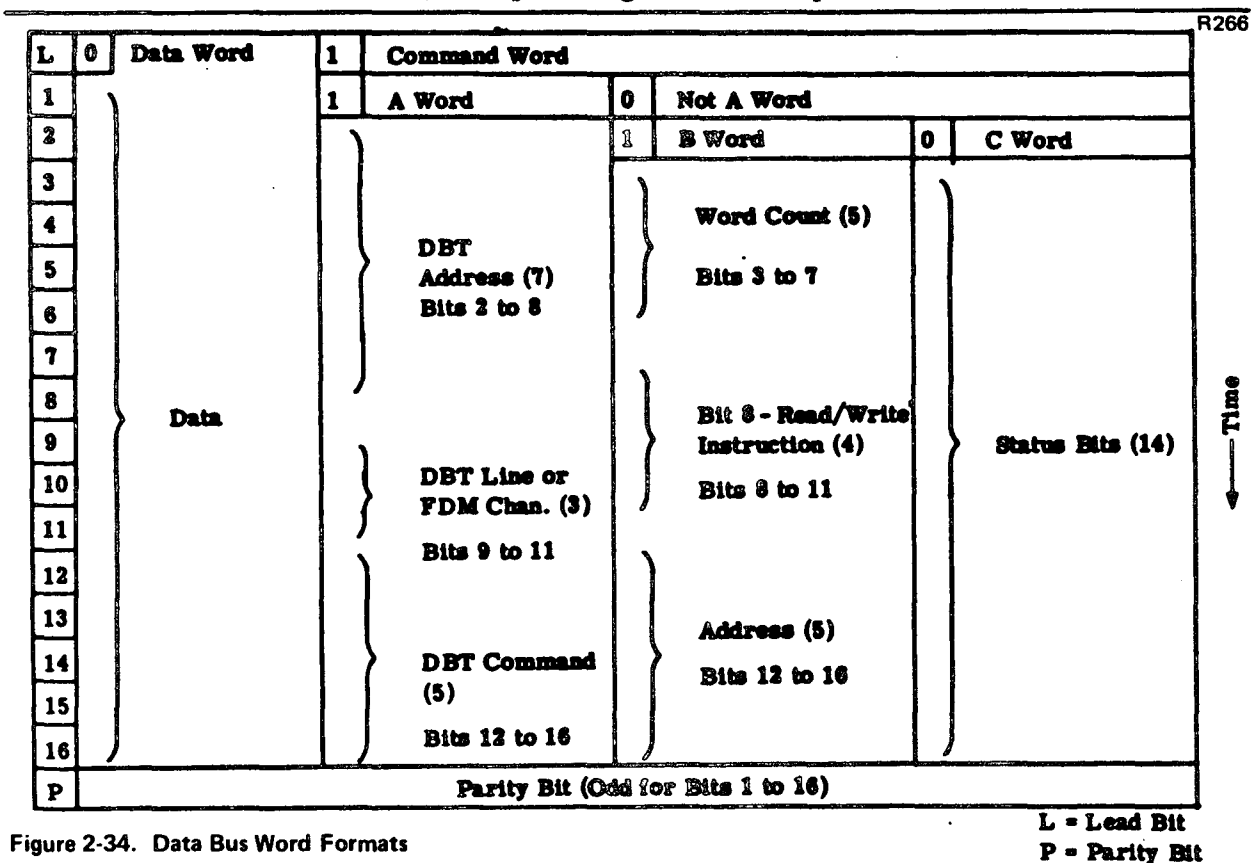 R266
L 0 Data Word 1 Command Word
1 1 A Word 0 Not A Word
2 1 B Word 0 C Word
3
4 Word Count (5)
5 DBT
Address (7) Bits 3 to 7
6 Bits 2 to 8
7
8 Data Bit 8 - Read/Write
9 Instruction (4) Status Bits (14)
10 DBT Line or Bits 8 to 11
FDM Chan. (3)
11 Bits 9 to 11
12
13 Address (5)
14 DBT Command Bits 12 to 16
15 (5)
16 Bits 12 to 16
P Parity Bit (Odd for Bits 1 to 16)
Time
L = Lead Bit
P = Parity Bit
Figure 2-34. Data Bus Word Formats